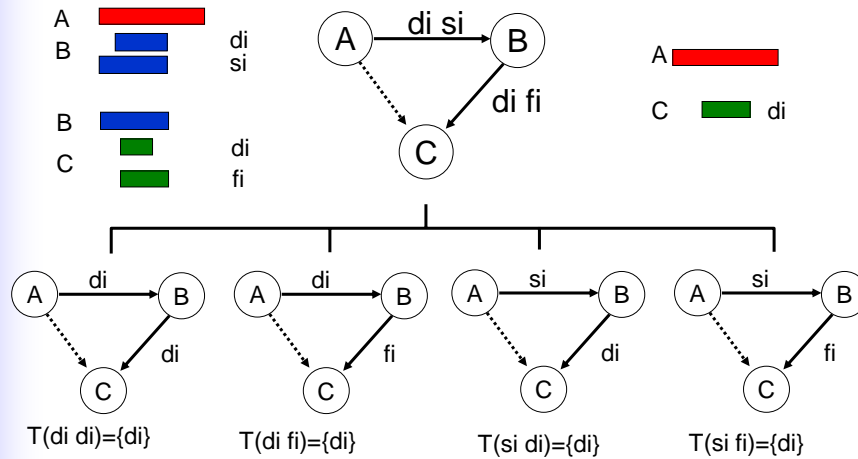 A
B
di
si
B
C
di
fi
A
di si
B
di fi
C
A
C
di
A
di
B
di
C
A
di
B
fi
C
A
si
B
di
C
A
si
B
fi
C
T(di di)={di}
T(di fi)={di}
T(si di)={di}
T(si fi)={di}